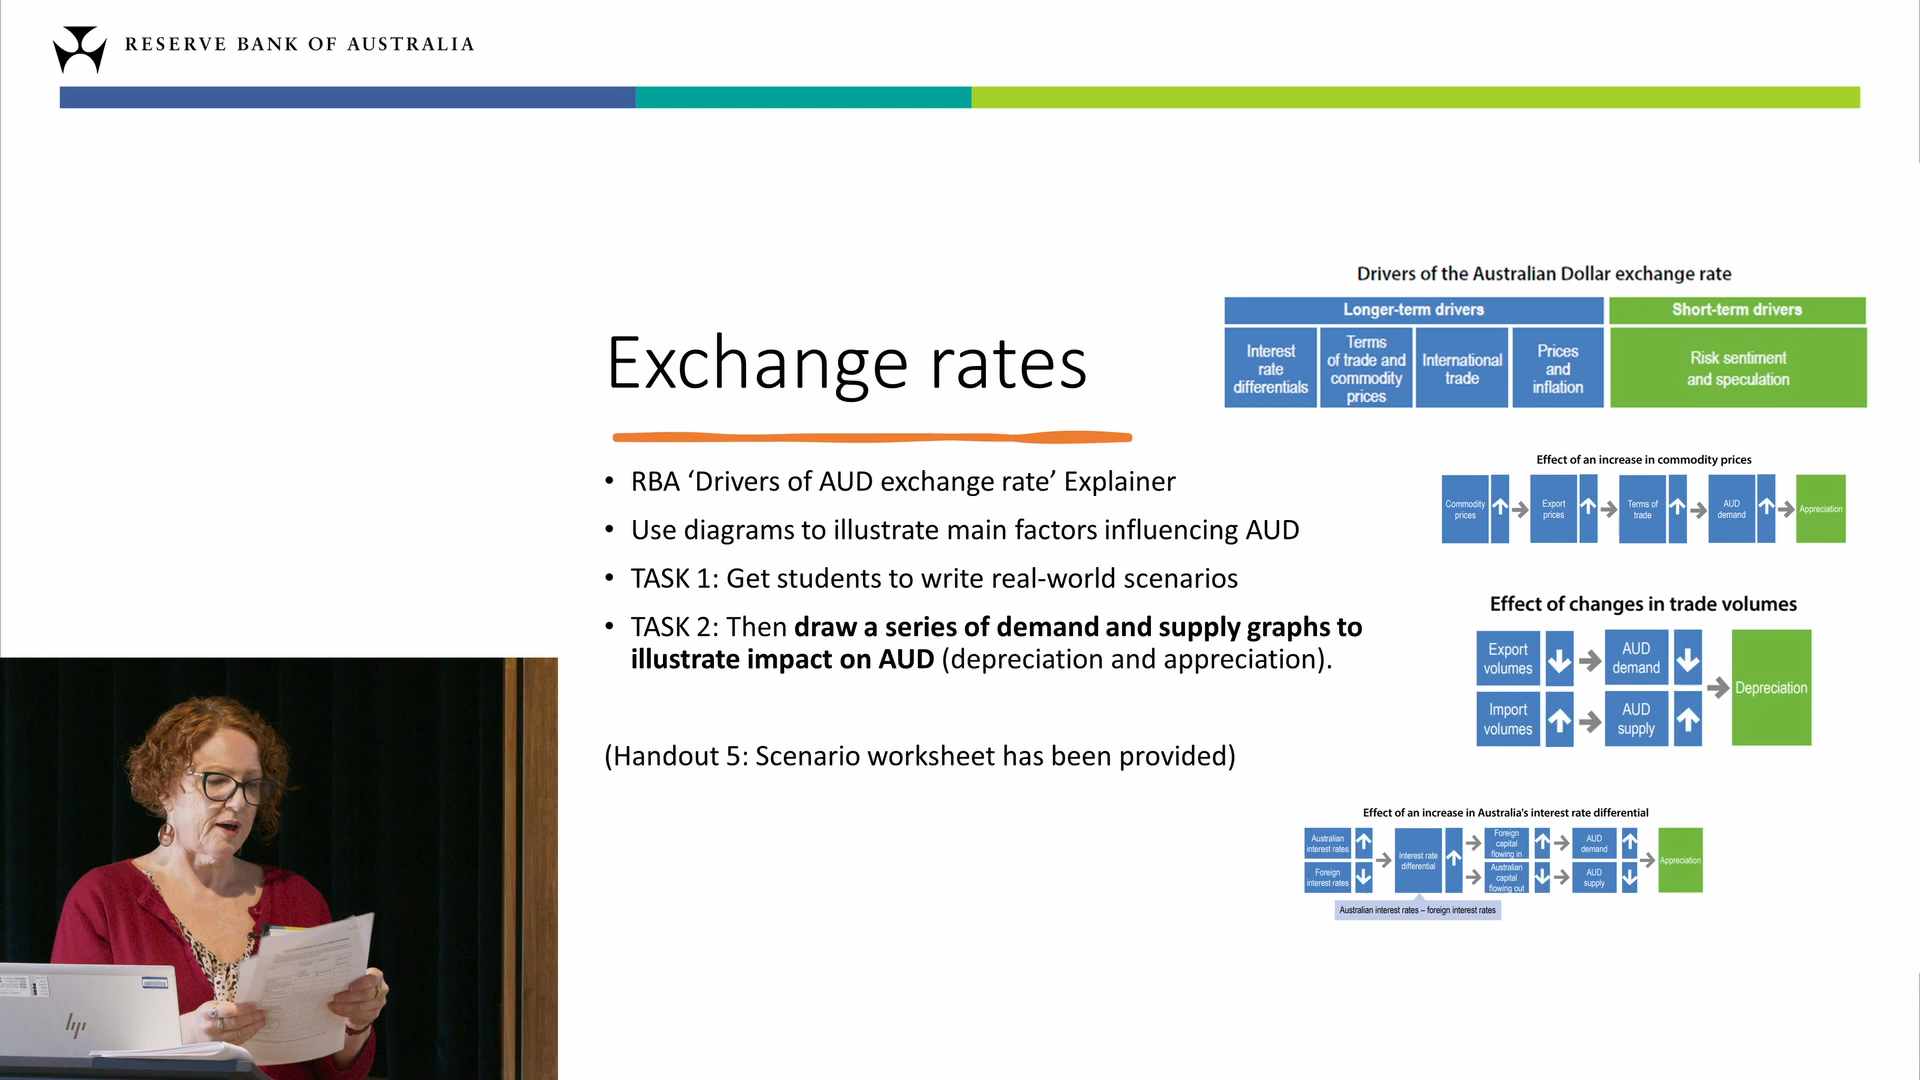 RESERVE BANK OF AUSTRALIA
Exchange rates
• RBA ‘Drivers of AUD exchange rate’ Explainer
• Use diagrams to illustrate main factors influencing AUD
• TASK 1: Get students to write real-world scenarios
• TASK 2: Then draw a series of demand and supply graphs to
illustrate impact on AUD (depreciation and appreciation).
(Handout 5: Scenario worksheet has been provided)
Drivers of the Australian Dollar exchange rate
Longer-term drivers
Short-term drivers
Interest
rate
differentials
Terms
of trade and
commodity
prices
International
trade
Prices
and
inflation
Risk sentiment
and speculation
Effect of an increase in commodity prices
Commodity
prices
Export
prices
Terms of
trade
AUD
demand
Appreciation
Effect of changes in trade volumes
Export
volumes
AUD
demand
Import
volumes
AUD
supply
Depreciation
Effect of an increase in Australia's interest rate differential
Australian
interest rates
Foreign
interest rates
Interest rate
differential
Foreign
capital
flowing in
Australian
capital
flowing out
AUD
demand
AUD
supply
Appreciation
Australian interest rates – foreign interest rates
hp